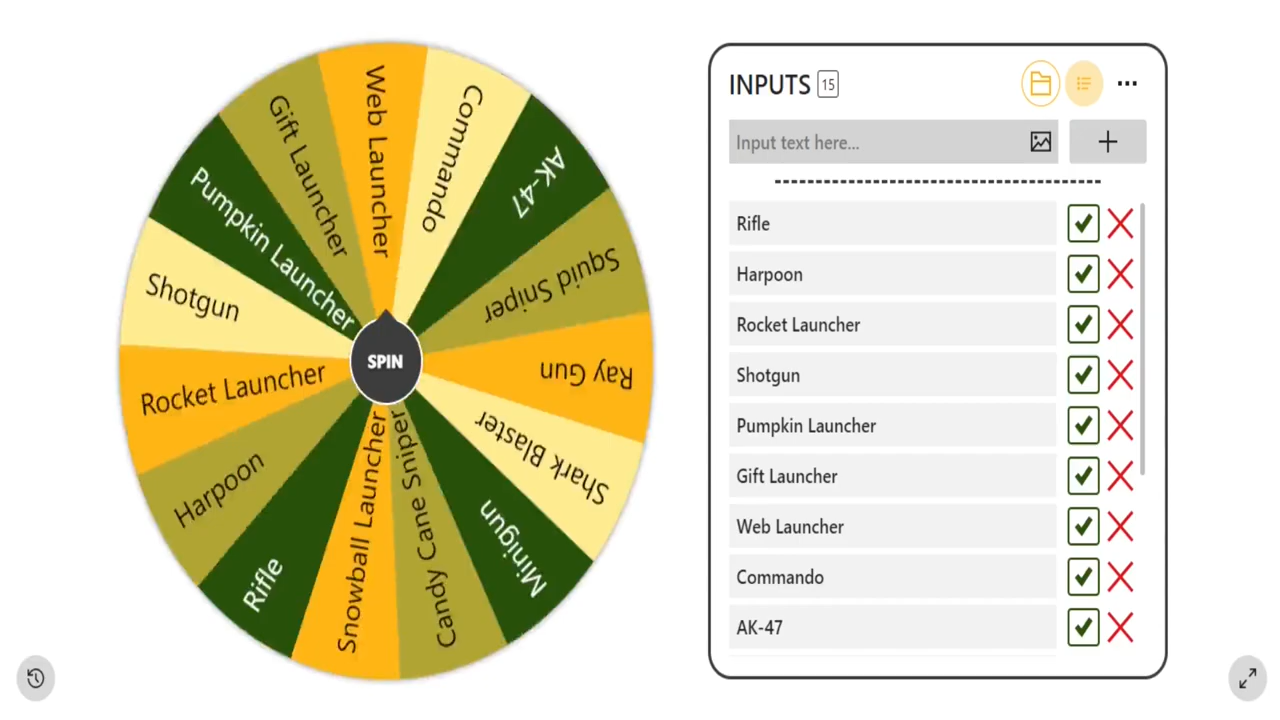 Web Launcher
Commando
AK-47
Squid Sniper
Ray Gun
Shark Blaster
Minigun
Candy Cane Sniper
Snowball Launcher
Rifle
Harpoon
Rocket Launcher
Shotgun
Pumpkin Launcher
Gift Launcher
SPIN
INPUTS 15
Input text here...
Rifle
Harpoon
Rocket Launcher
Shotgun
Pumpkin Launcher
Gift Launcher
Web Launcher
Commando
AK-47